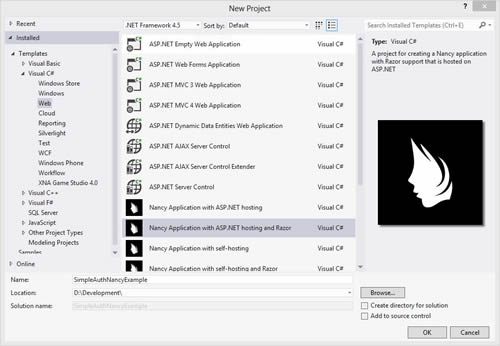 New Project
Recent
.NET Framework 4.5
Sort by: Default
Search Installed Templates (Ctrl+E)
Installed
Templates
Visual Basic
Visual C#
Windows Store
Windows
Web
Cloud
Reporting
Silverlight
Test
WCF
Windows Phone
Workflow
XNA Game Studio 4.0
Visual C++
Visual F#
SQL Server
JavaScript
Other Project Types
Modeling Projects
Samples
Online
ASP.NET Empty Web Application Visual C#
ASP.NET Web Forms Application Visual C#
ASP.NET MVC 3 Web Application Visual C#
ASP.NET MVC 4 Web Application Visual C#
ASP.NET Dynamic Data Entities Web Application Visual C#
ASP.NET AJAX Server Control Visual C#
ASP.NET AJAX Server Control Extender Visual C#
ASP.NET Server Control Visual C#
Nancy Application with ASP.NET hosting Visual C#
Nancy Application with ASP.NET hosting and Razor Visual C#
Nancy Application with self-hosting Visual C#
Nancy Application with self-hosting and Razor Visual C#
Type: Visual C#
A project for creating a Nancy application
with Razor support that is hosted on
ASP.NET
Name: SimpleAuthNancyExample
Location: D:\Development\
Browse...
Solution name: SimpleAuthNancyExample
Create directory for solution
Add to source control
OK
Cancel